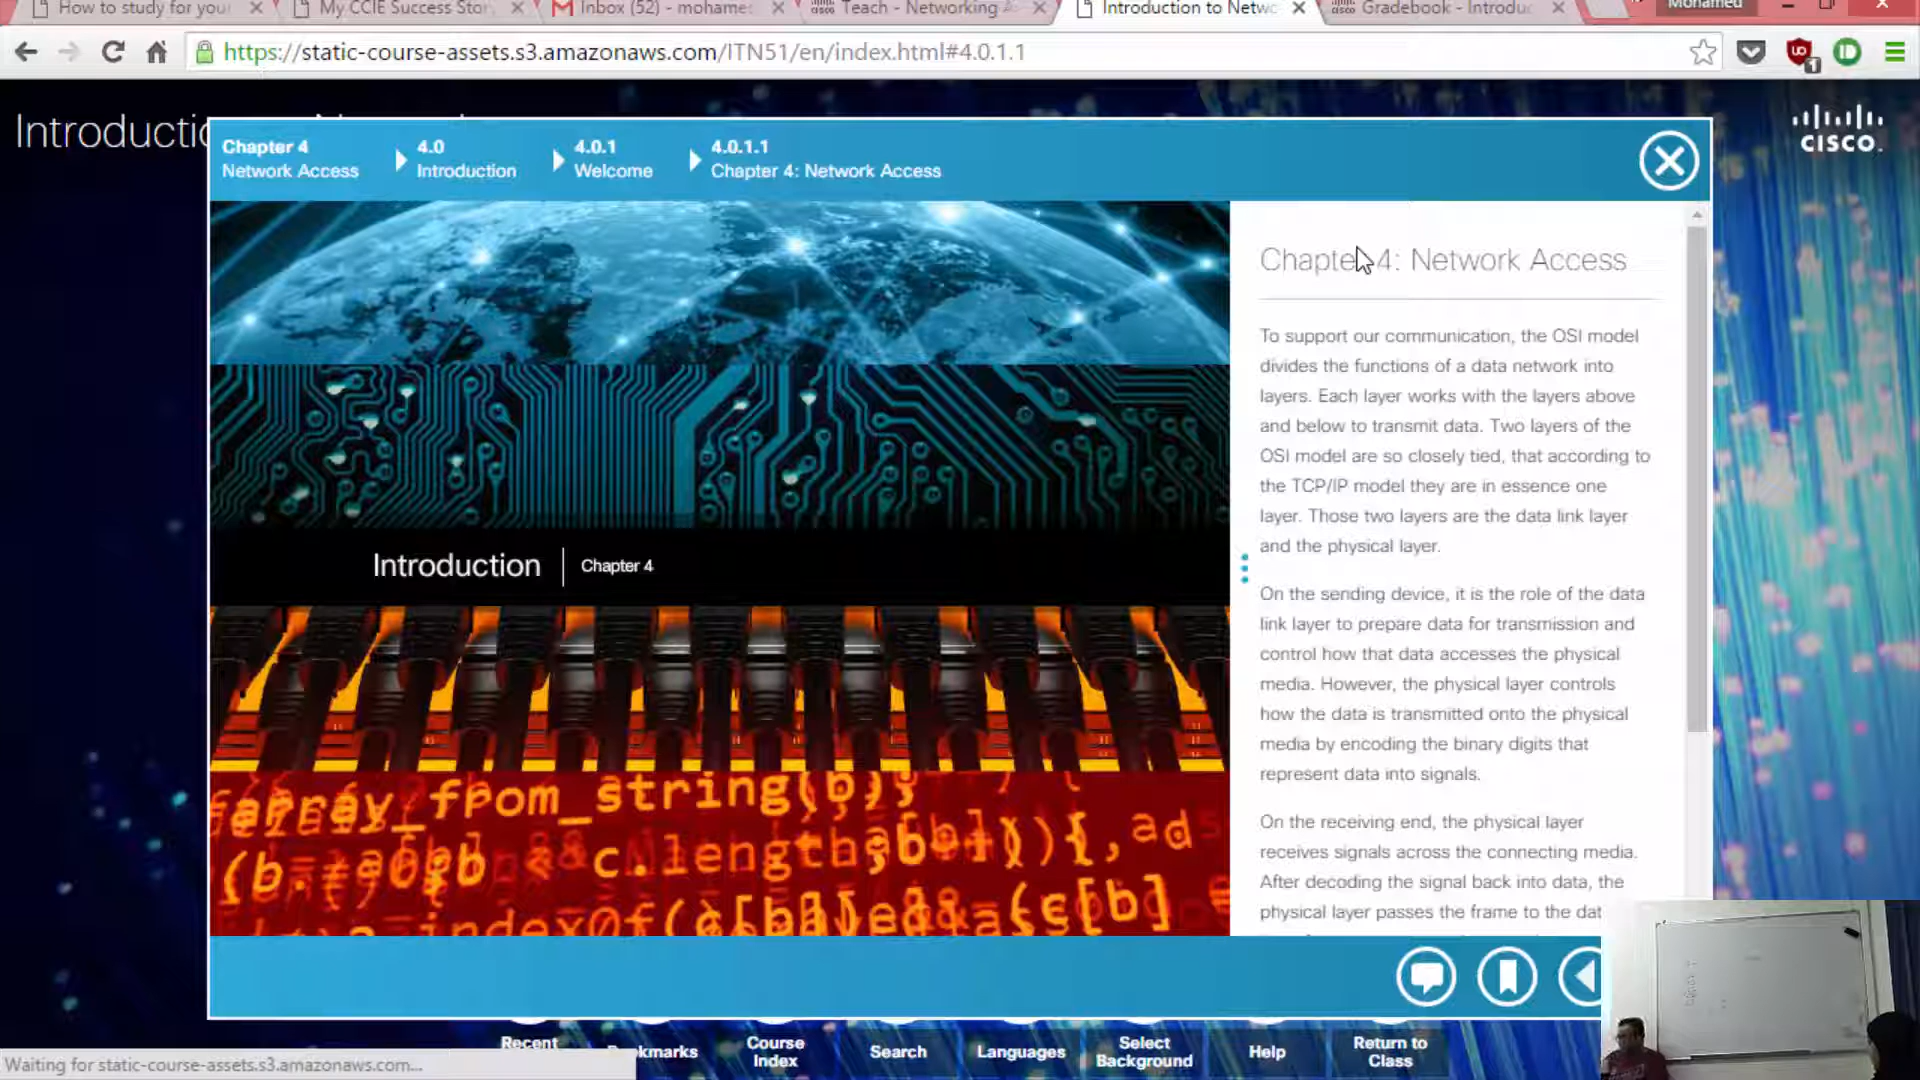 How to study for your
My CCIE Success Stor
Inbox (52) - mohame
Teach - Networking A
Introduction to Netwo
Gradebook - Introduc
Mohamed
https://static-course-assets.s3.amazonaws.com/ITN51/en/index.html#4.0.1.1
1
Introductio
CISCO
Chapter 4
Network Access
4.0
Introduction
4.0.1
Welcome
4.0.1.1
Chapter 4: Network Access
Introduction
Chapter 4
array_from_string(b);
c.length
,ad
Chapter 4: Network Access
To support our communication, the OSI model
divides the functions of a data network into
layers. Each layer works with the layers above
and below to transmit data. Two layers of the
OSI model are so closely tied, that according to
the TCP/IP model they are in essence one
layer. Those two layers are the data link layer
and the physical layer.
On the sending device, it is the role of the data
link layer to prepare data for transmission and
control how that data accesses the physical
media. However, the physical layer controls
how the data is transmitted onto the physical
media by encoding the binary digits that
represent data into signals.
On the receiving end, the physical layer
receives signals across the connecting media.
After decoding the signal back into data, the
physical layer passes the frame to the dat
Recent
okmarks
Course
Index
Search
Languages
Select
Background
Help
Return to
Class
Waiting for static-course-assets.s3.amazonaws.com...